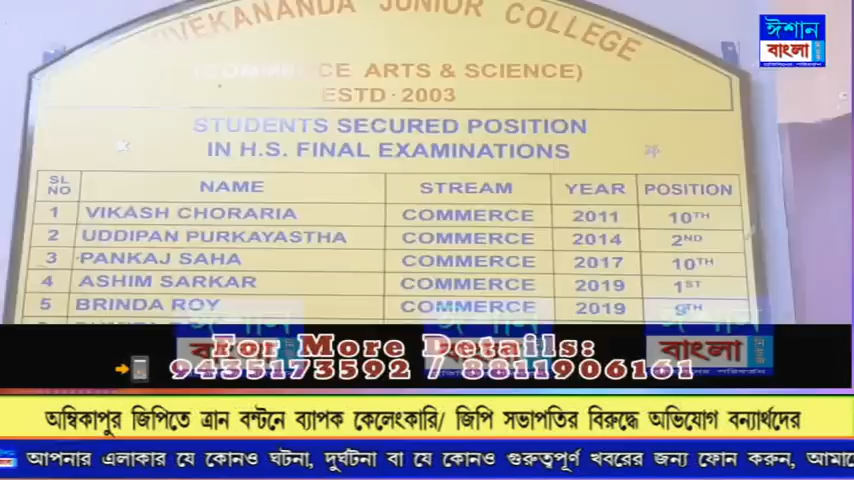 VIVEKANANDA JUNIOR COLLEGE
(COMMERCE ARTS & SCIENCE)
ESTD · 2003
STUDENTS SECURED POSITION
IN H.S. FINAL EXAMINATIONS
SL NO NAME STREAM YEAR POSITION
1 VIKASH CHORARIA COMMERCE 2011 10TH
2 UDDIPAN PURKAYASTHA COMMERCE 2014 2ND
3 PANKAJ SAHA COMMERCE 2017 10TH
4 ASHIM SARKAR COMMERCE 2019 1ST
5 BRINDA ROY COMMERCE 2019 9TH
ঈশান
বাংলা
For More Details:
9435173592 / 8811906161
অম্বিকাপুর জিপিতে ত্রান বন্টনে ব্যাপক কেলেংকারি/ জিপি সভাপতির বিরুদ্ধে অভিযোগ বন্যার্থদের
আপনার এলাকার যে কোনও ঘটনা, দুর্ঘটনা বা যে কোনও গুরুত্বপূর্ণ খবরের জন্য ফোন করুন, আমাদে